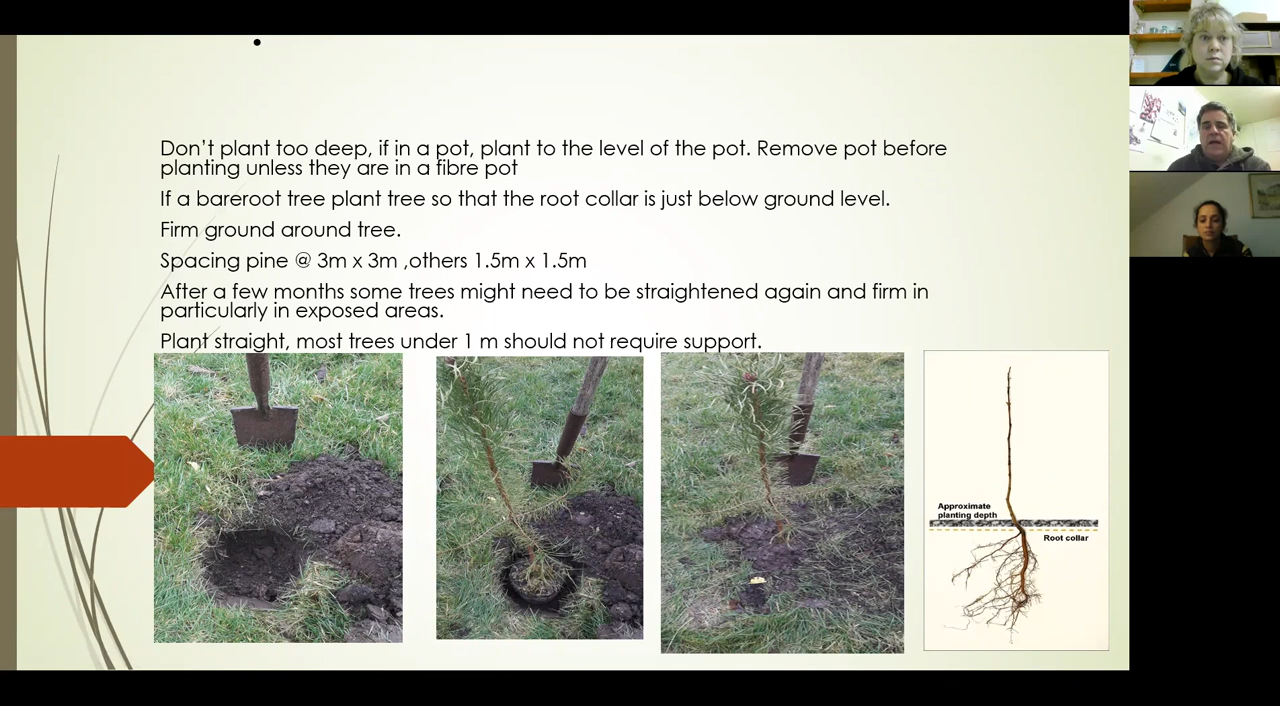 Don’t plant too deep, if in a pot, plant to the level of the pot. Remove pot before
planting unless they are in a fibre pot
If a bareroot tree plant tree so that the root collar is just below ground level.
Firm ground around tree.
Spacing pine @ 3m x 3m ,others 1.5m x 1.5m
After a few months some trees might need to be straightened again and firm in
particularly in exposed areas.
Plant straight, most trees under 1 m should not require support.
Approximate
planting depth
Root collar